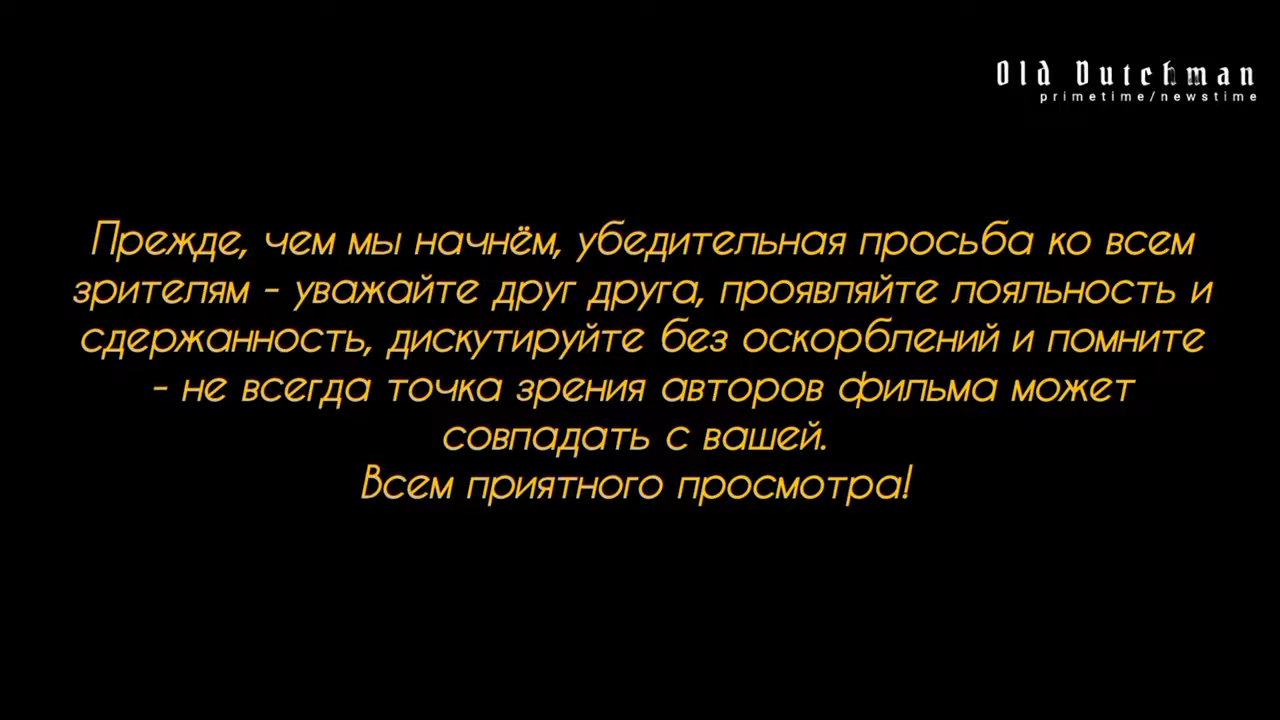 Old Dutchman
primetime/newstime
Прежде, чем мы начнём, убедительная просьба ко всем
зрителям - уважайте друг друга, проявляйте лояльность и
сдержанность, дискутируйте без оскорблений и помните
- не всегда точка зрения авторов фильма может
совпадать с вашей.
Всем приятного просмотра!